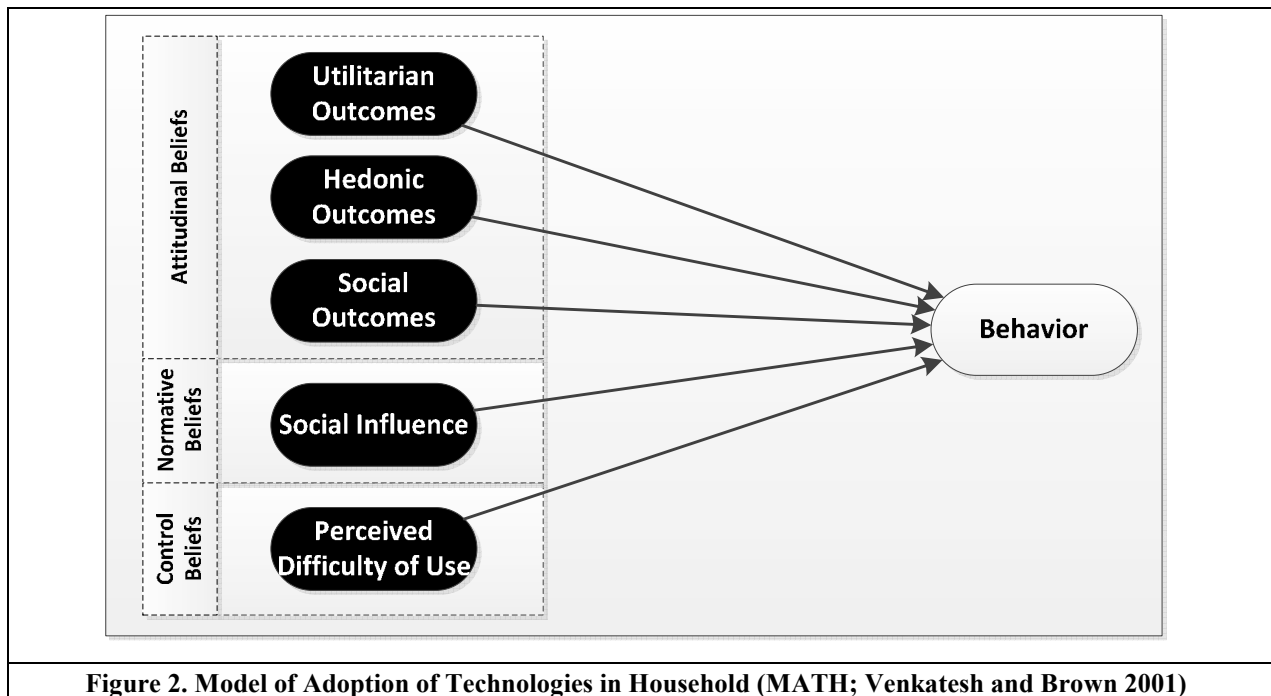 Attitudinal Beliefs
Utilitarian
Outcomes
Hedonic
Outcomes
Social
Outcomes
Normative
Beliefs
Social Influence
Control
Beliefs
Perceived
Difficulty of Use
Behavior
Figure 2. Model of Adoption of Technologies in Household (MATH; Venkatesh and Brown 2001)